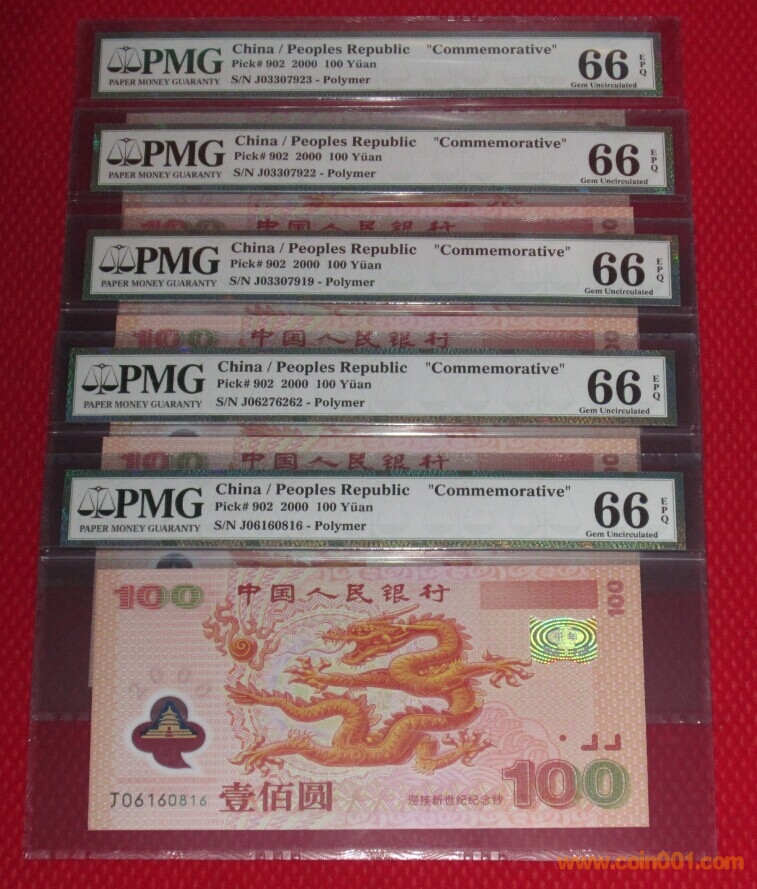 PMG China / Peoples Republic "Commemorative"
PAPER MONEY GUARANTY Pick# 902 2000 100 Yüan 66 EPQ
S/N J03307923 - Polymer Gem Uncirculated
PMG China / Peoples Republic "Commemorative"
PAPER MONEY GUARANTY Pick# 902 2000 100 Yüan 66 EPQ
S/N J03307922 - Polymer Gem Uncirculated
100 中国人民银行
PMG China / Peoples Republic "Commemorative"
PAPER MONEY GUARANTY Pick# 902 2000 100 Yüan 66 EPQ
S/N J03307919 - Polymer Gem Uncirculated
100 中国人民银行 100
PMG China / Peoples Republic "Commemorative"
PAPER MONEY GUARANTY Pick# 902 2000 100 Yüan 66 EPQ
S/N J06276262 - Polymer Gem Uncirculated
100 中国人民银行 100
PMG China / Peoples Republic "Commemorative"
PAPER MONEY GUARANTY Pick# 902 2000 100 Yüan 66 EPQ
S/N J06160816 - Polymer Gem Uncirculated
100 中国人民银行 100
2000
J06160816 壹佰圆 迎接新世纪纪念钞 100
www.coin001.com